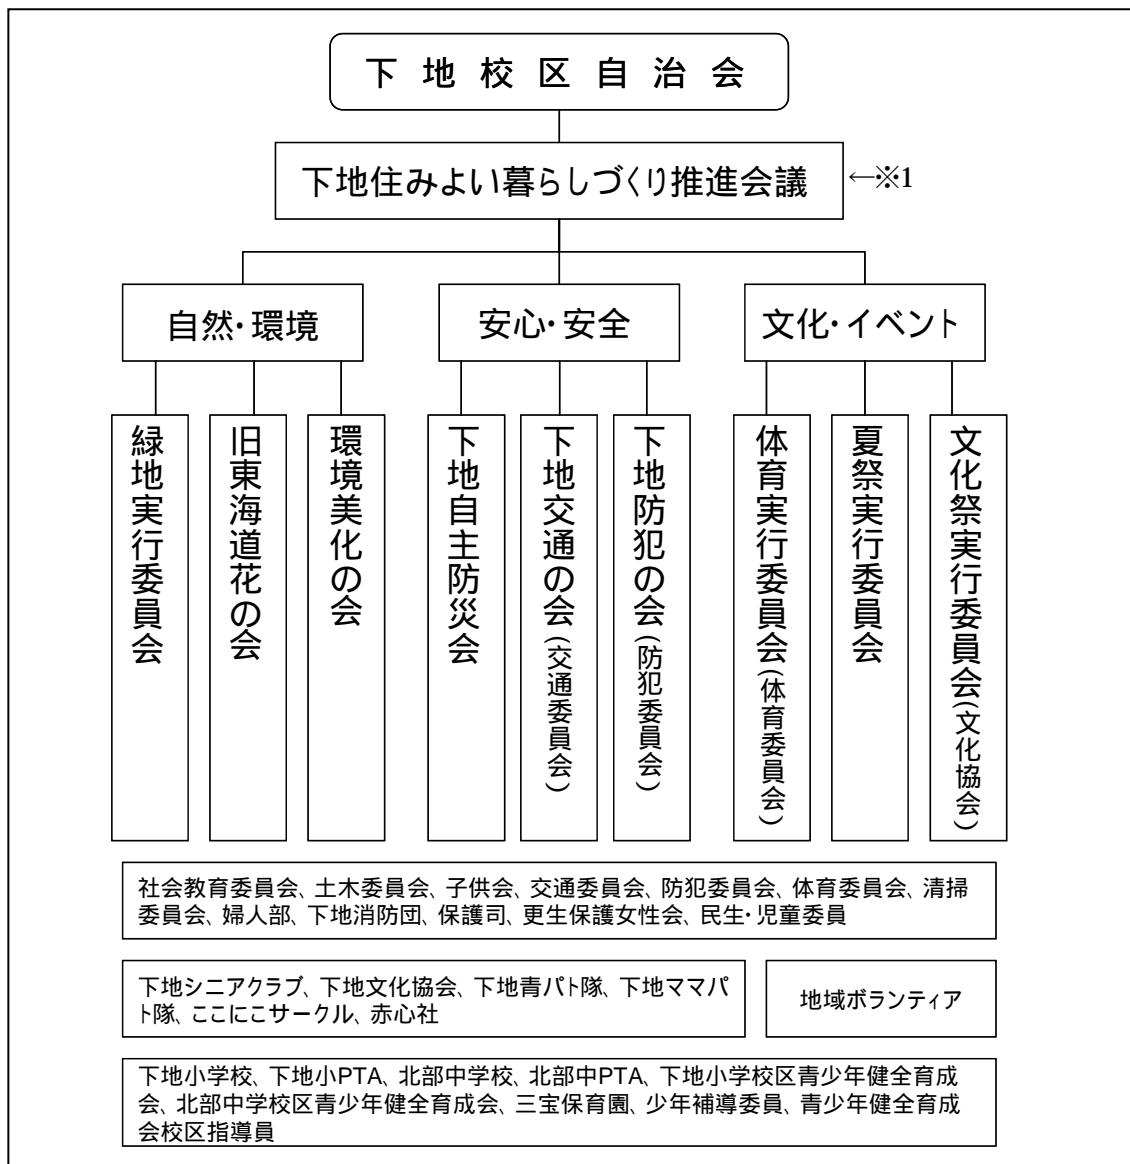 下地校区自治会
下地住みよい暮らしづくり推進会議
←※1
自然・環境
安心・安全
文化・イベント
緑地実行委員会
旧東海道花の会
環境美化の会
下地自主防災会
下地交通の会(交通委員会)
下地防犯の会(防犯委員会)
体育実行委員会(体育委員会)
夏祭実行委員会
文化祭実行委員会(文化協会)
社会教育委員会、土木委員会、子供会、交通委員会、防犯委員会、体育委員会、清掃
委員会、婦人部、下地消防団、保護司、更生保護女性会、民生・児童委員
下地シニアクラブ、下地文化協会、下地青パト隊、下地ママパ
ト隊、ここにこサークル、赤心社
地域ボランティア
下地小学校、下地小PTA、北部中学校、北部中PTA、下地小学校区青少年健全育成
会、北部中学校区青少年健全育成会、三宝保育園、少年補導委員、青少年健全育成
会校区指導員